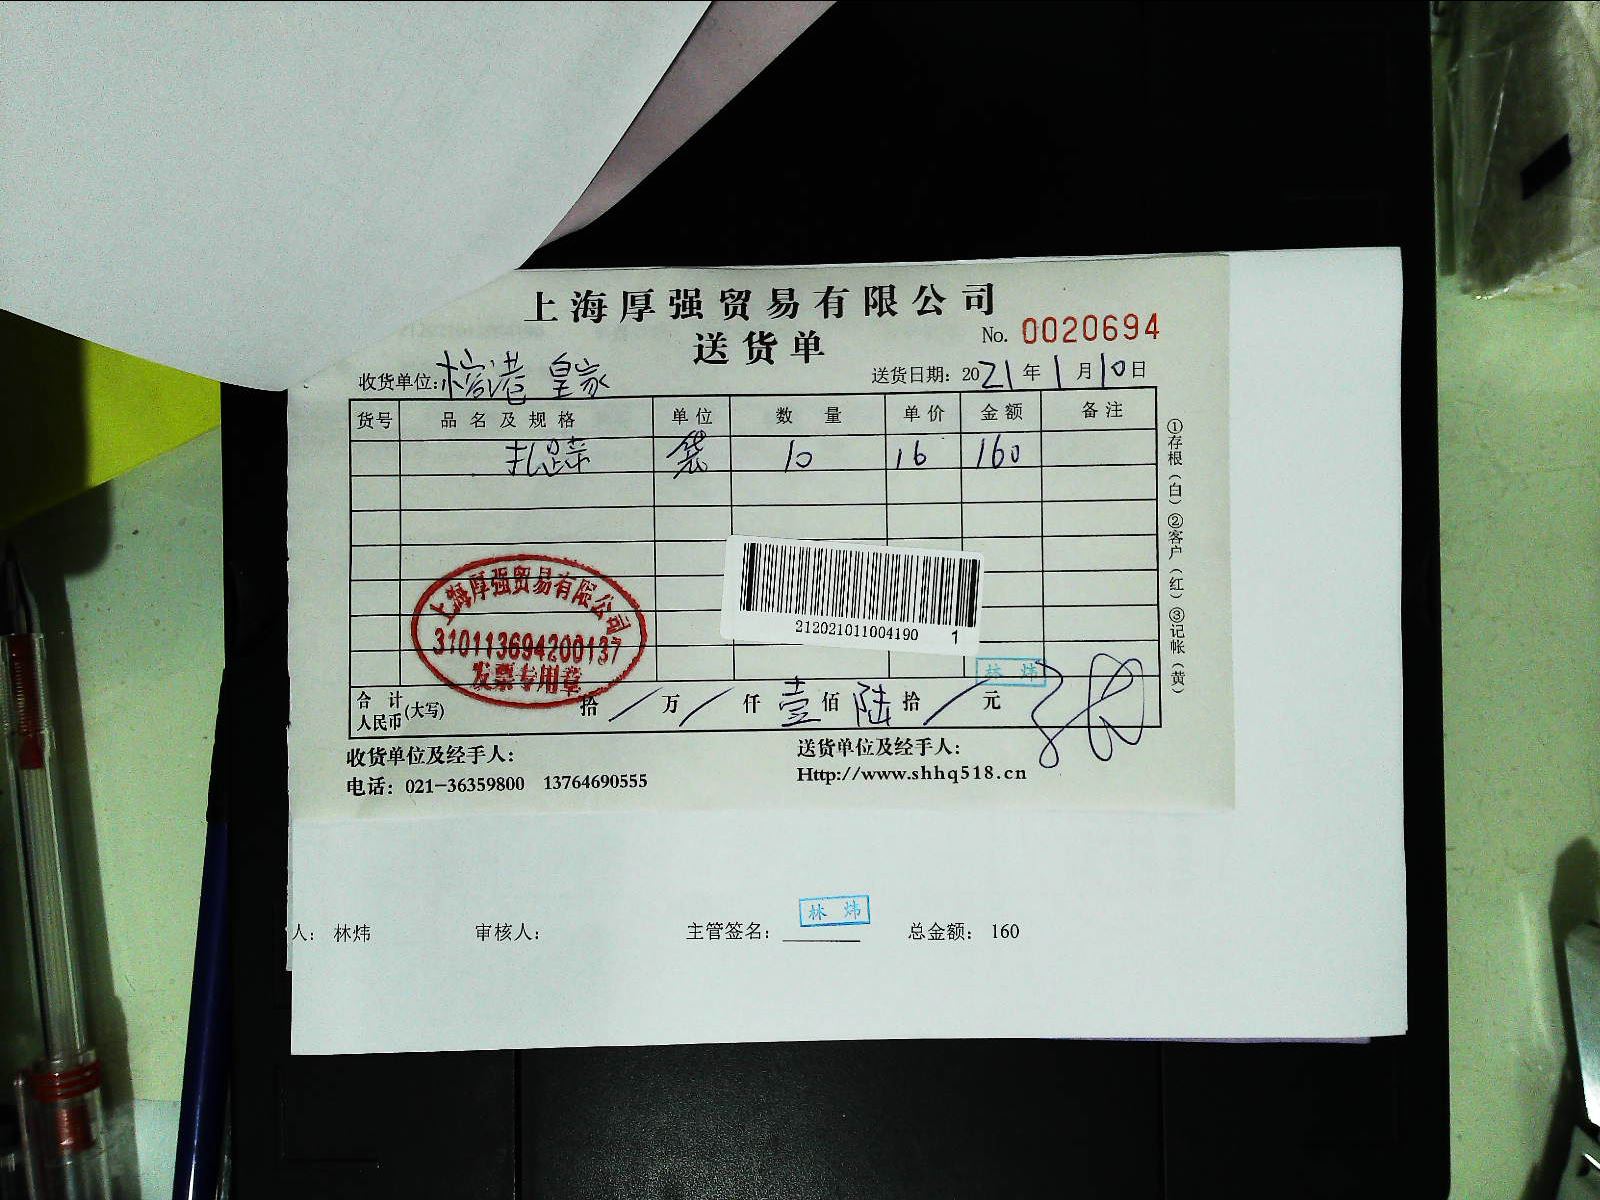 上海厚强贸易有限公司
送货单
No. 0020694
收货单位: 港 皇家
送货日期: 2021年1月10日
货号 品名及规格 单位 数量 单价 金额 备注
袋 10 16 160
①存根(白)②客户(红)③记帐(黄)
212021011004190 1
上海厚强贸易有限公司
310113694200137
发票专用章
林 炜
合计人民币(大写) 拾 / 万 / 仟 壹 佰 陆 拾 / 元
收货单位及经手人:
送货单位及经手人:
电话: 021-36359800 13764690555
Http://www.shhq518.cn
人: 林炜 审核人: 主管签名: 林 炜 总金额: 160